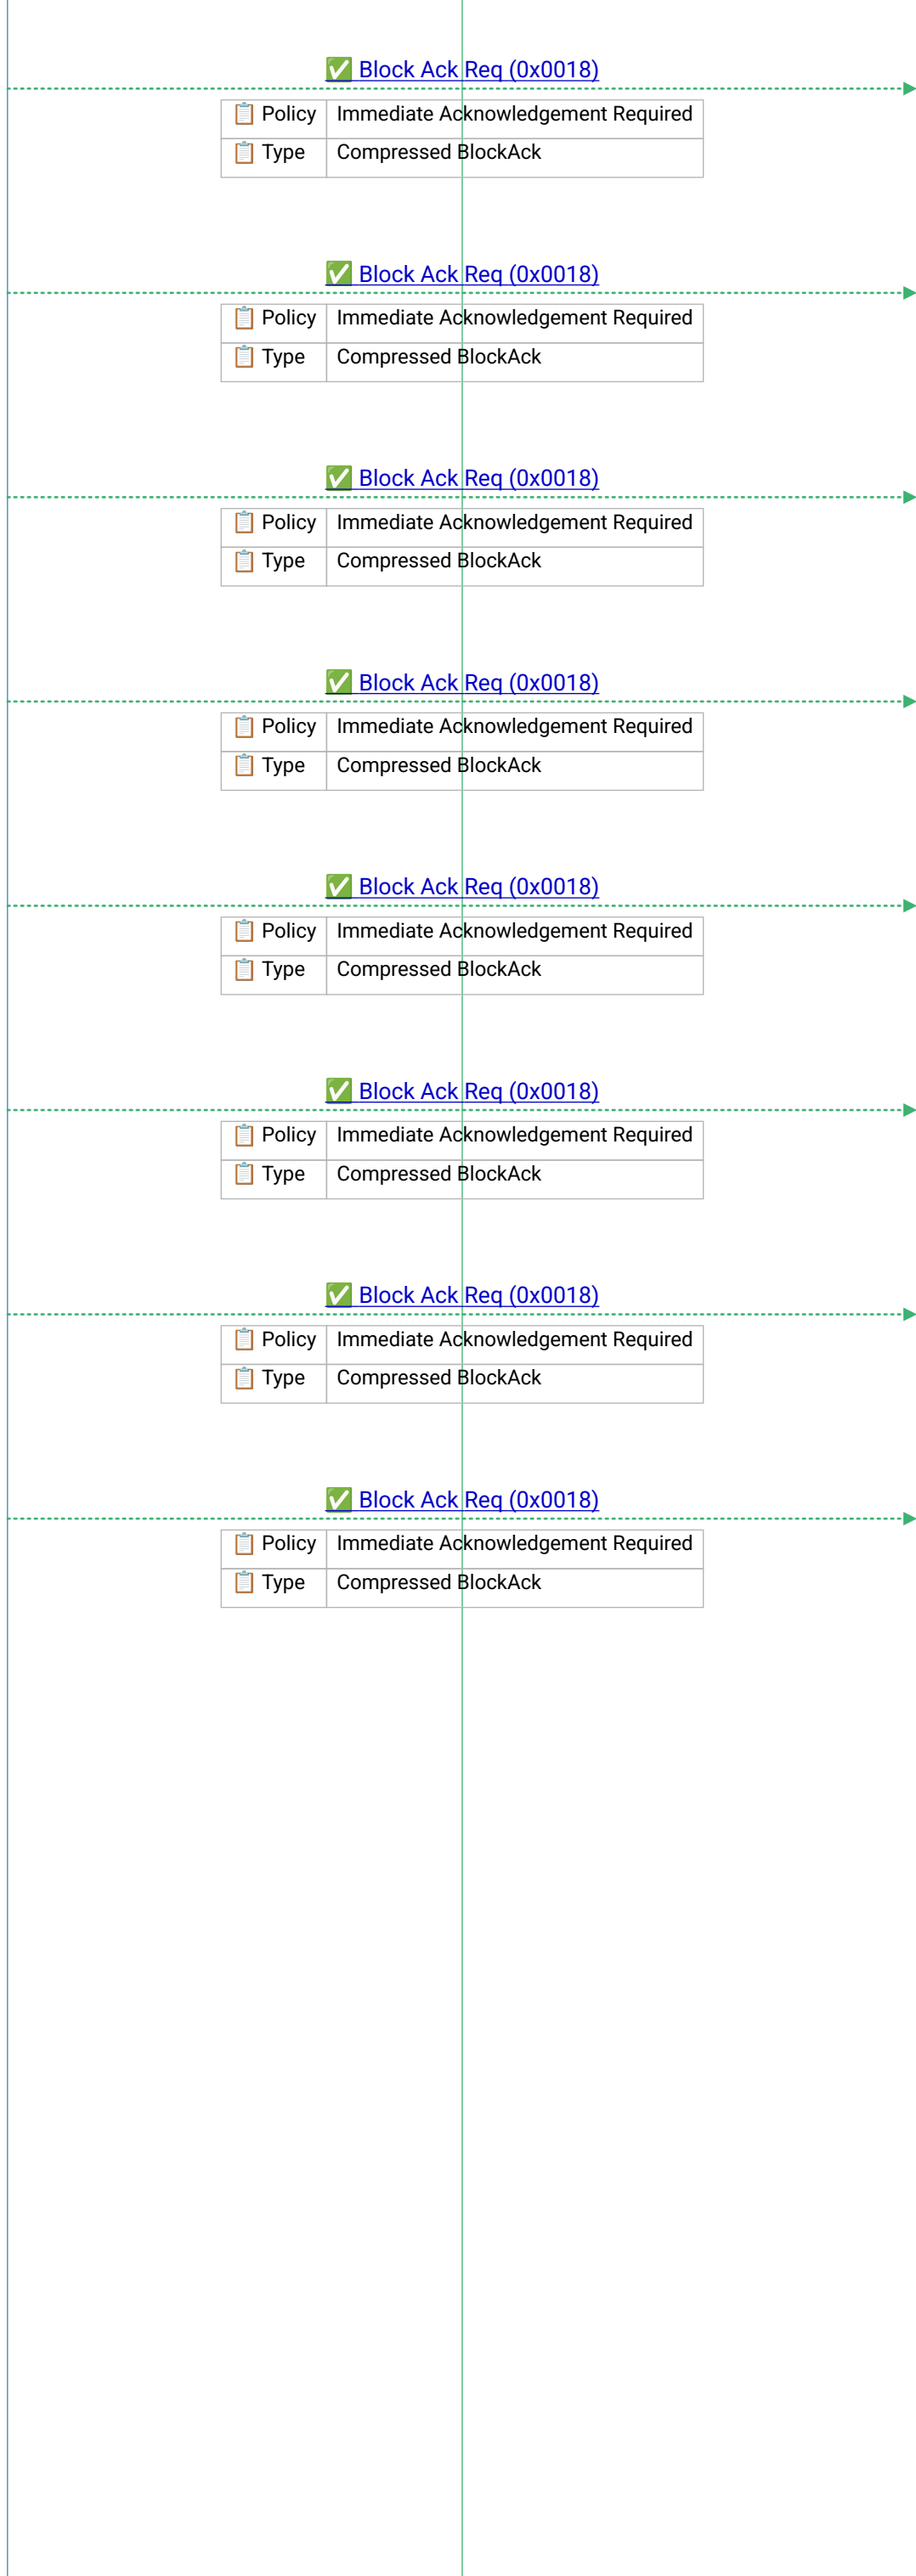 ✅ Block Ack Req (0x0018)
📋 Policy Immediate Acknowledgement Required
📋 Type Compressed BlockAck
✅ Block Ack Req (0x0018)
📋 Policy Immediate Acknowledgement Required
📋 Type Compressed BlockAck
✅ Block Ack Req (0x0018)
📋 Policy Immediate Acknowledgement Required
📋 Type Compressed BlockAck
✅ Block Ack Req (0x0018)
📋 Policy Immediate Acknowledgement Required
📋 Type Compressed BlockAck
✅ Block Ack Req (0x0018)
📋 Policy Immediate Acknowledgement Required
📋 Type Compressed BlockAck
✅ Block Ack Req (0x0018)
📋 Policy Immediate Acknowledgement Required
📋 Type Compressed BlockAck
✅ Block Ack Req (0x0018)
📋 Policy Immediate Acknowledgement Required
📋 Type Compressed BlockAck
✅ Block Ack Req (0x0018)
📋 Policy Immediate Acknowledgement Required
📋 Type Compressed BlockAck